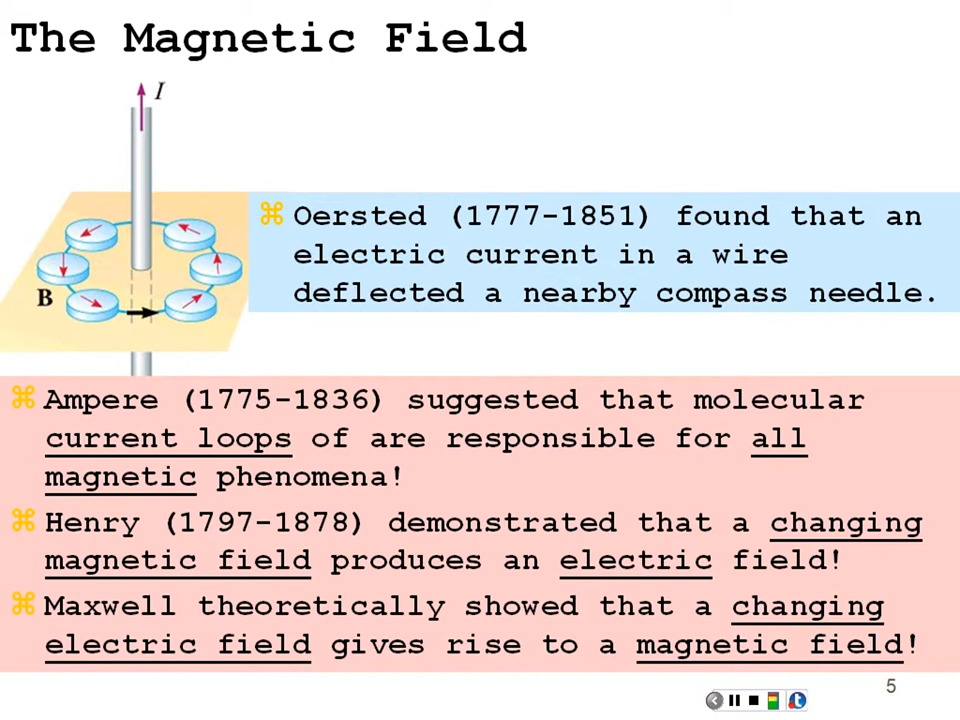 The Magnetic Field
I
B
Oersted (1777-1851) found that an
electric current in a wire
deflected a nearby compass needle.
Ampere (1775-1836) suggested that molecular
current loops of are responsible for all
magnetic phenomena!
Henry (1797-1878) demonstrated that a changing
magnetic field produces an electric field!
Maxwell theoretically showed that a changing
electric field gives rise to a magnetic field!
5